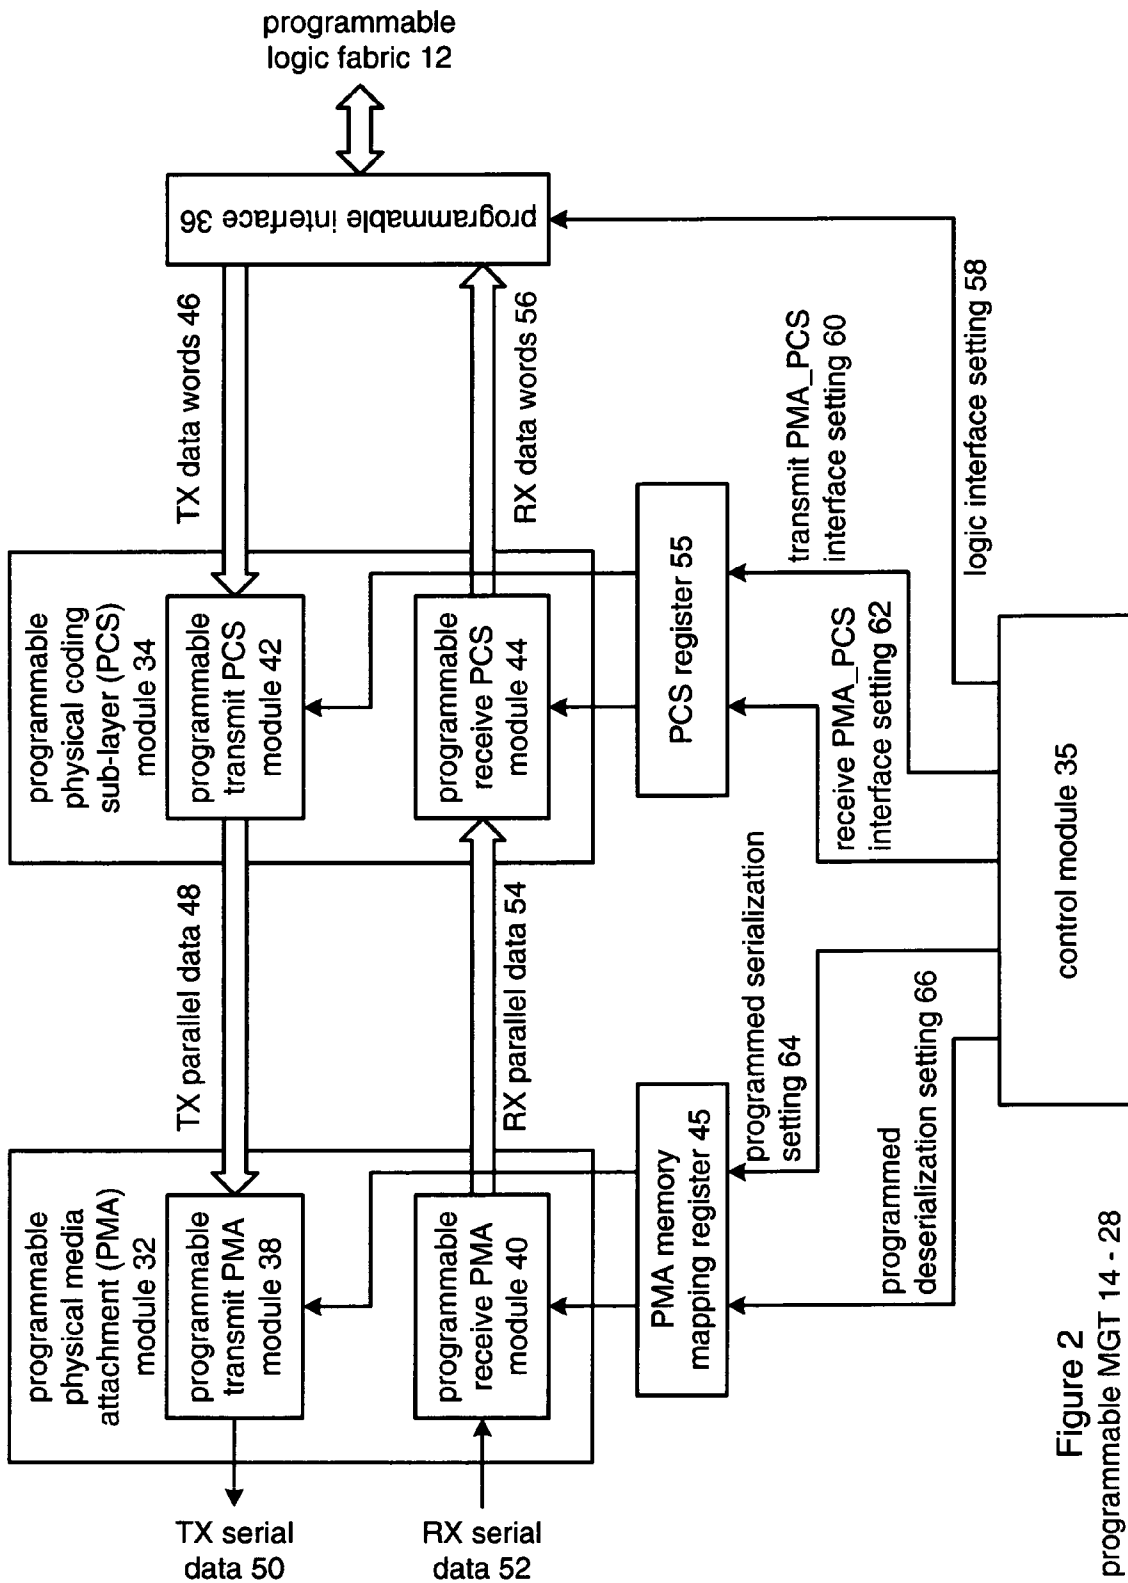 programmable
logic fabric 12
programmable interface 36
TX data words 46
RX data words 56
programmable
physical coding
sub-layer (PCS)
module 34
programmable
transmit PCS
module 42
programmable
receive PCS
module 44
PCS register 55
transmit PMA_PCS
interface setting 60
receive PMA_PCS
interface setting 62
logic interface setting 58
TX parallel data 48
RX parallel data 54
programmable
physical media
attachment (PMA)
module 32
programmable
transmit PMA
module 38
programmable
receive PMA
module 40
PMA memory
mapping register 45
programmed serialization
setting 64
programmed
deserialization setting 66
control module 35
TX serial
data 50
RX serial
data 52
Figure 2
programmable MGT 14 - 28